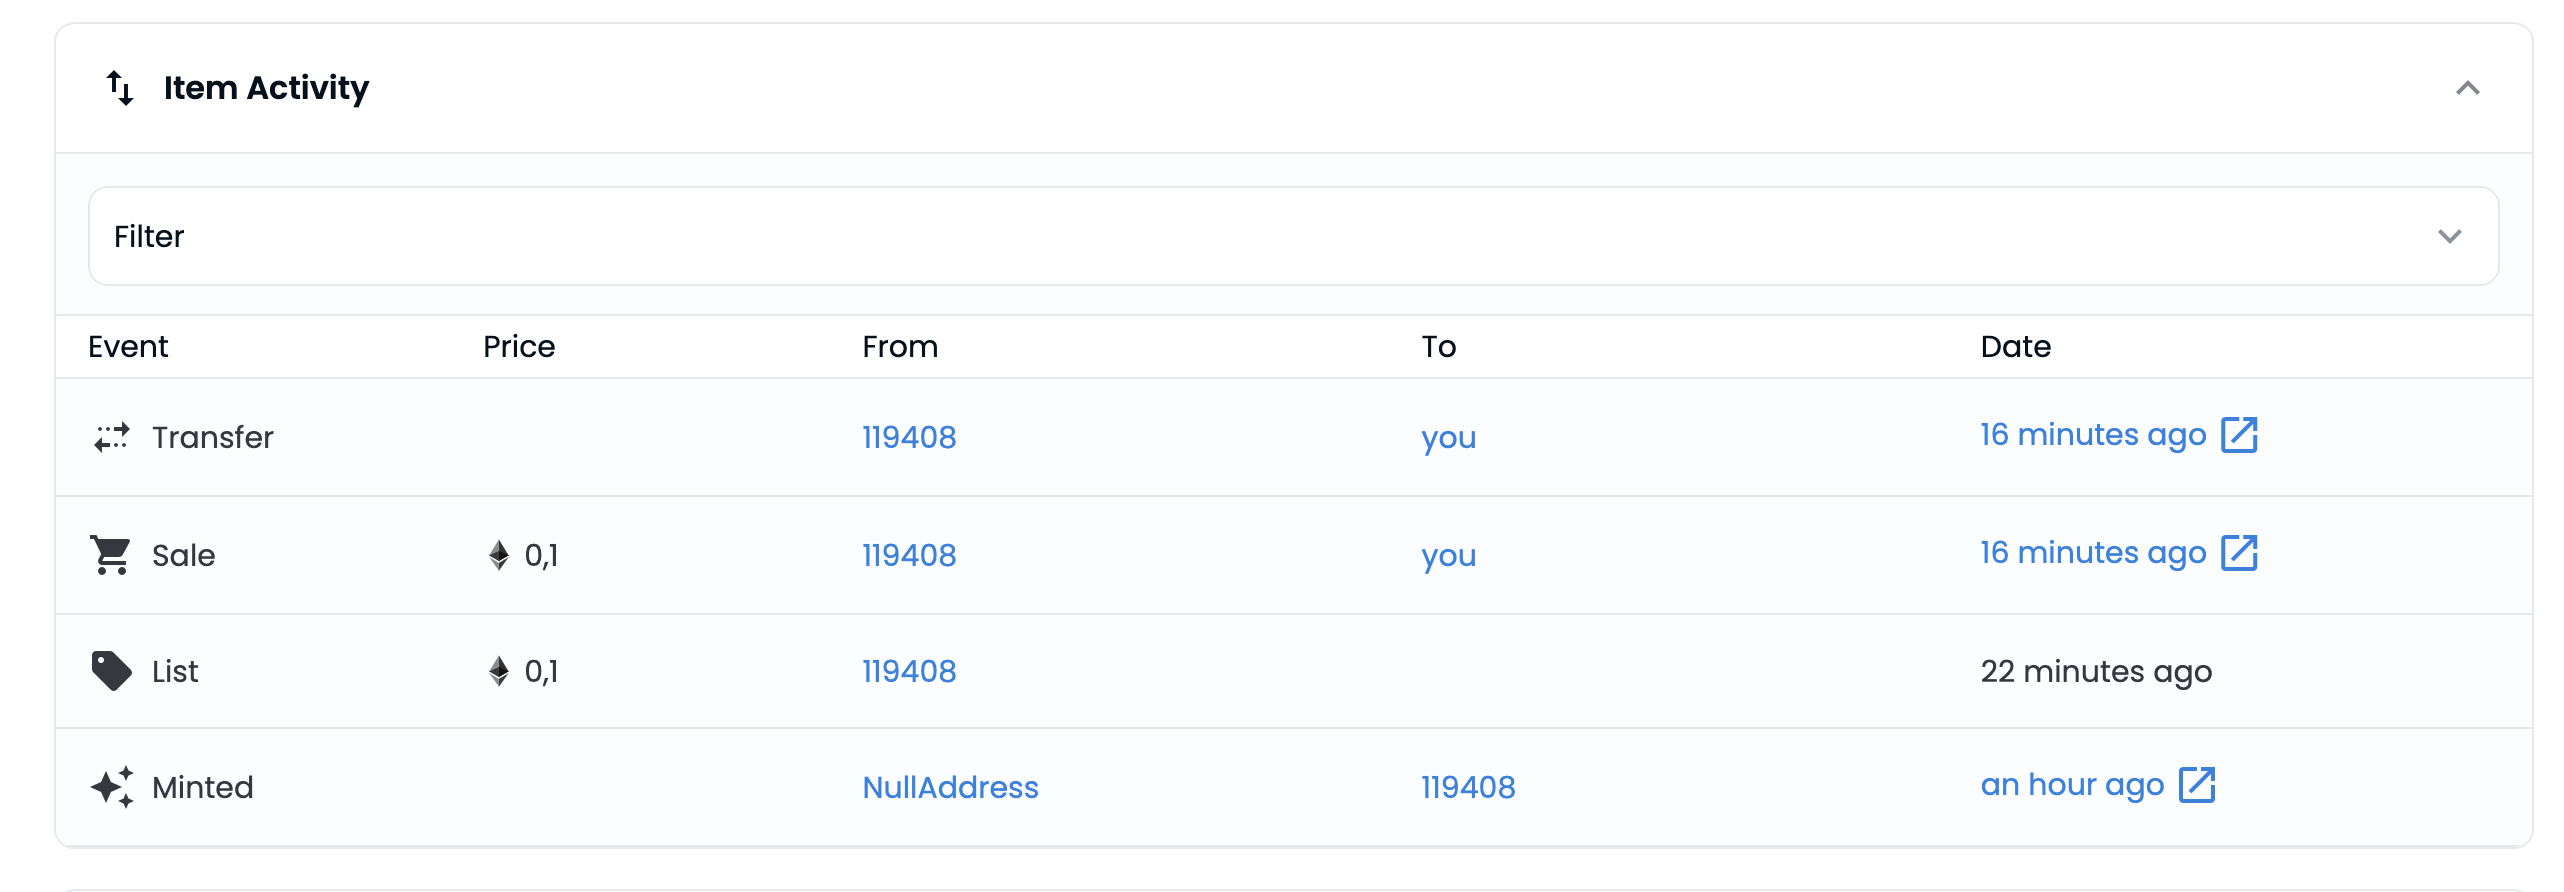 Item Activity
Filter
Event Price From To Date
Transfer 119408 you 16 minutes ago
Sale 0,1 119408 you 16 minutes ago
List 0,1 119408 22 minutes ago
Minted NullAddress 119408 an hour ago